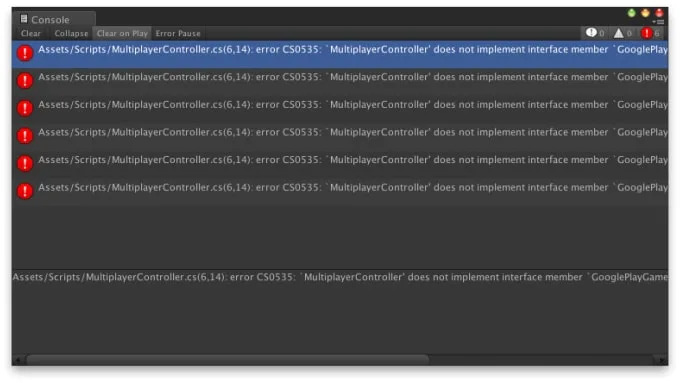 Console
Clear Collapse Clear on Play Error Pause 0 0 6
Assets/Scripts/MultiplayerController.cs(6,14): error CS0535: `MultiplayerController' does not implement interface member `GooglePlay
Assets/Scripts/MultiplayerController.cs(6,14): error CS0535: `MultiplayerController' does not implement interface member `GooglePlay
Assets/Scripts/MultiplayerController.cs(6,14): error CS0535: `MultiplayerController' does not implement interface member `GooglePlay
Assets/Scripts/MultiplayerController.cs(6,14): error CS0535: `MultiplayerController' does not implement interface member `GooglePlay
Assets/Scripts/MultiplayerController.cs(6,14): error CS0535: `MultiplayerController' does not implement interface member `GooglePlay
Assets/Scripts/MultiplayerController.cs(6,14): error CS0535: `MultiplayerController' does not implement interface member `GooglePlay
Assets/Scripts/MultiplayerController.cs(6,14): error CS0535: `MultiplayerController' does not implement interface member `GooglePlayGame